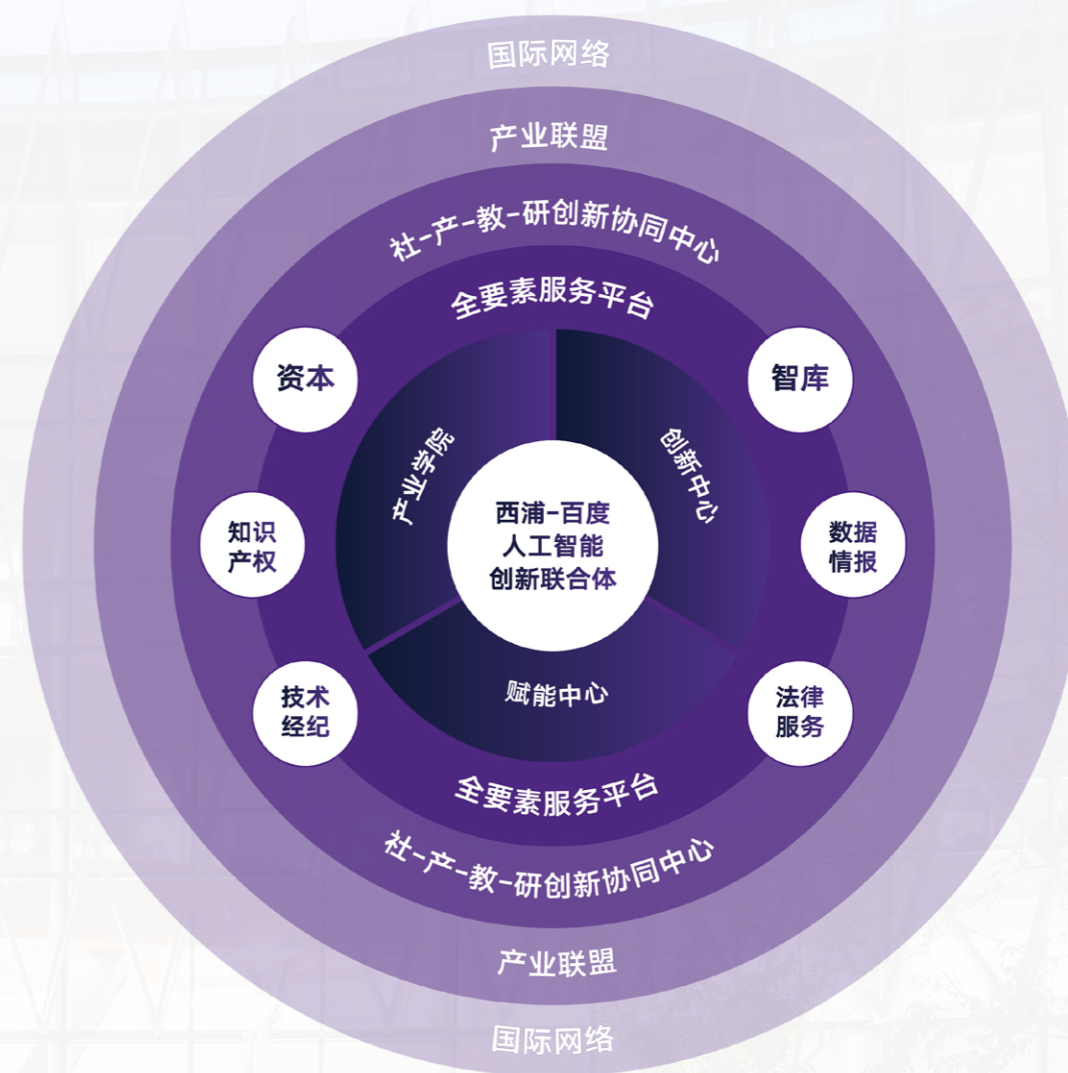 国际网络
产业联盟
社-产-教-研创新协同中心
全要素服务平台
资本
智库
产业学院
创新中心
知识
产权
西浦-百度
人工智能
创新联合体
数据
情报
技术
经纪
赋能中心
法律
服务
全要素服务平台
社-产-教-研创新协同中心
产业联盟
国际网络